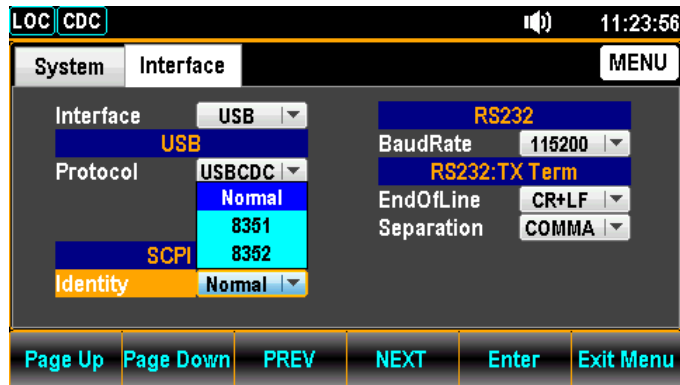 LOC CDC 11:23:56
System Interface MENU
Interface USB
USB
Protocol USBCDC
Normal
8351
8352
SCPI
Identity Normal
RS232
BaudRate 115200
RS232:TX Term
EndOfLine CR+LF
Separation COMMA
Page Up Page Down PREV NEXT Enter Exit Menu